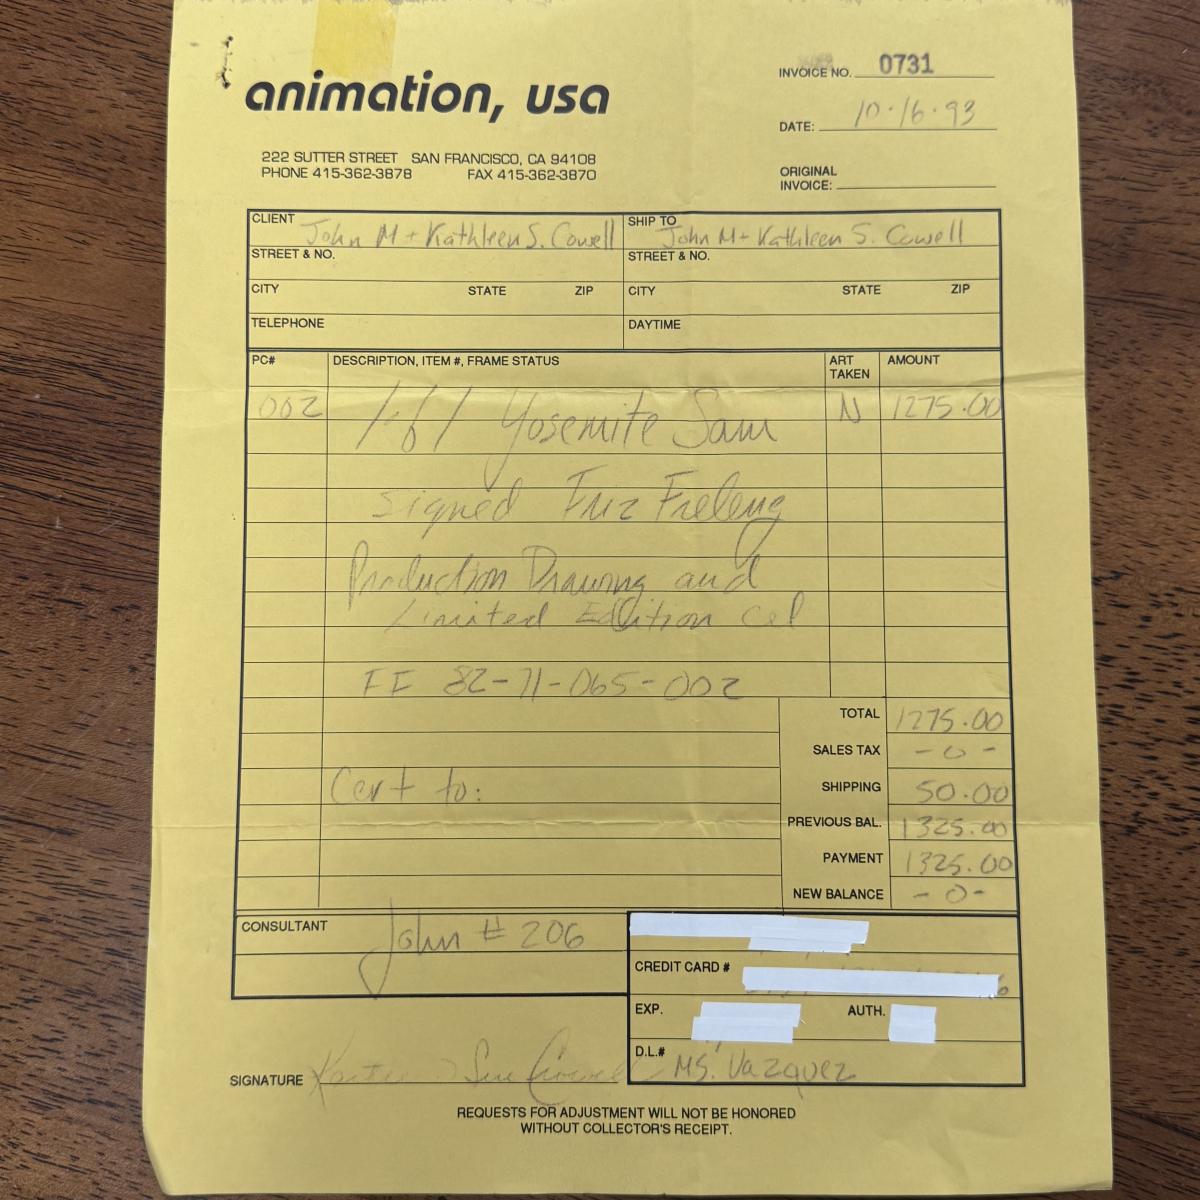 animation, usa
INVOICE NO. 0731
DATE: 10·16·93
222 SUTTER STREET SAN FRANCISCO, CA 94108
PHONE 415-362-3878 FAX 415-362-3870
ORIGINAL
INVOICE:
CLIENT John M + Kathleen S. Cowell
SHIP TO John M + Kathleen S. Cowell
STREET & NO.
STREET & NO.
CITY STATE ZIP
CITY STATE ZIP
TELEPHONE
DAYTIME
PC# DESCRIPTION, ITEM #, FRAME STATUS ART TAKEN AMOUNT
002 Yosemite Sam N 1275.00
signed Friz Freleng
Production Drawing and
Limited Edition Cel
FF 82-71-065-002
TOTAL 1275.00
SALES TAX -0-
Cert to:
SHIPPING 50.00
PREVIOUS BAL. 1325.00
PAYMENT 1325.00
NEW BALANCE -0-
CONSULTANT John # 206
CREDIT CARD #
EXP. AUTH.
D.L.# MS. Vazquez
SIGNATURE Sue Cowell
REQUESTS FOR ADJUSTMENT WILL NOT BE HONORED
WITHOUT COLLECTOR'S RECEIPT.